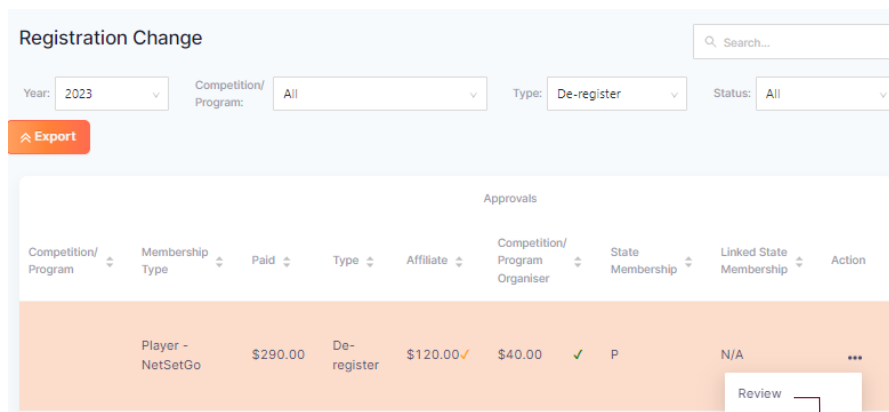 Registration Change
Search...
Year: 2023 Competition/ Program: All Type: De-register Status: All
Export
Approvals
Competition/ Program Membership Type Paid Type Affiliate Competition/ Program Organiser State Membership Linked State Membership Action
Player - NetSetGo $290.00 De-register $120.00✓ $40.00 ✓ P N/A •••
Review